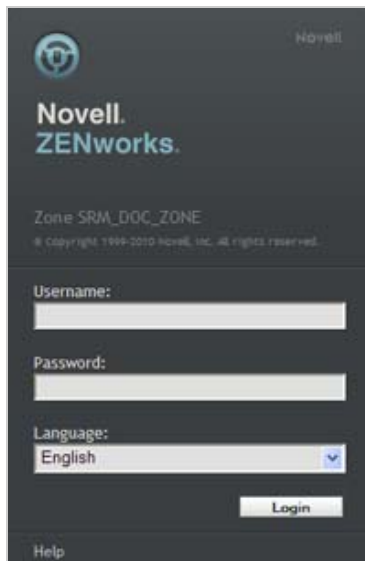 Novell
Novell.
ZENworks.
Zone SRM_DOC_ZONE
© Copyright 1999-2010 Novell, Inc. All rights reserved.
Username:
Password:
Language:
English
Login
Help